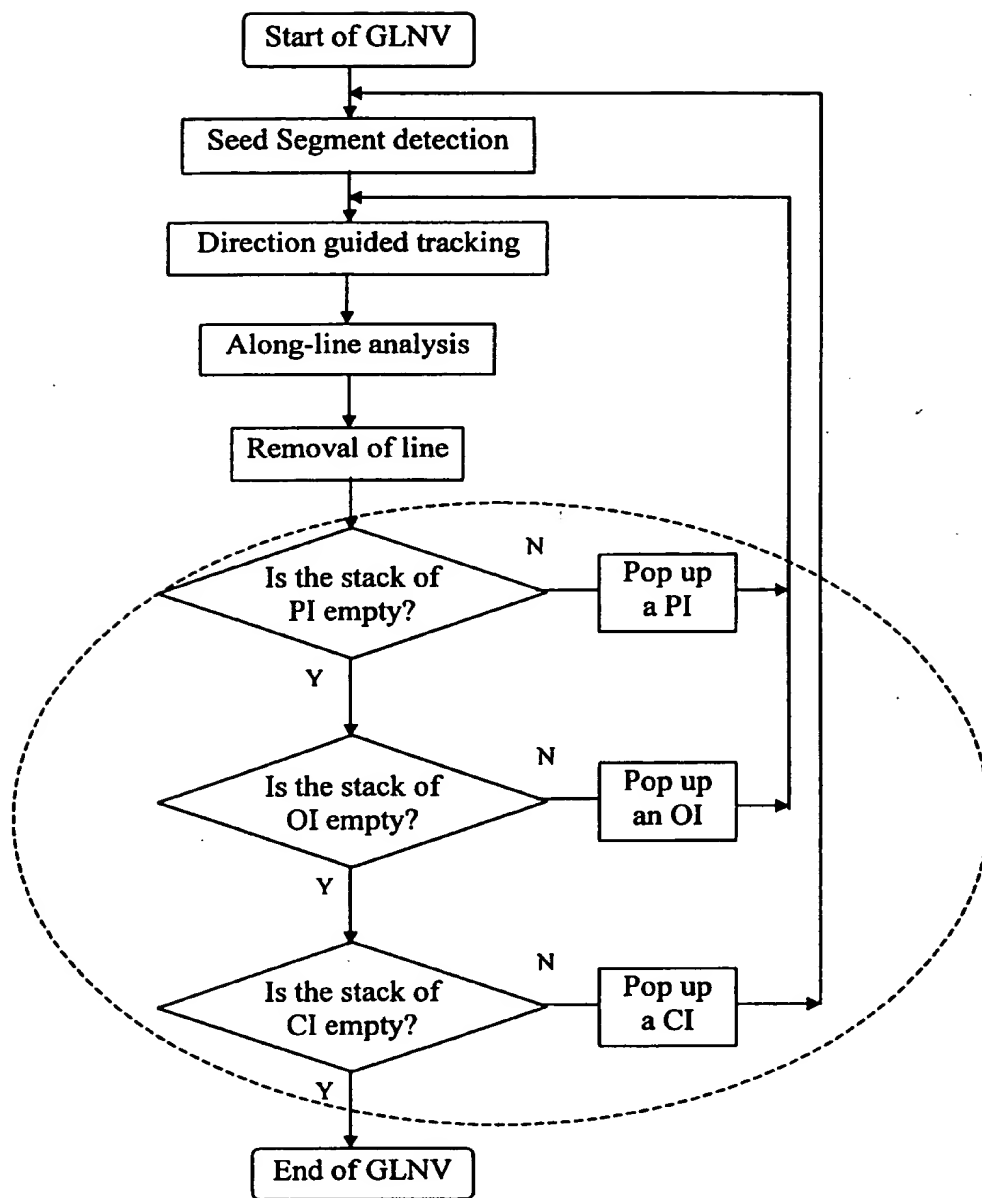 Start of GLNV
Seed Segment detection
Direction guided tracking
Along-line analysis
Removal of line
Is the stack of
PI empty?
N
Pop up
a PI
Y
Is the stack of
OI empty?
N
Pop up
an OI
Y
Is the stack of
CI empty?
N
Pop up
a CI
Y
End of GLNV